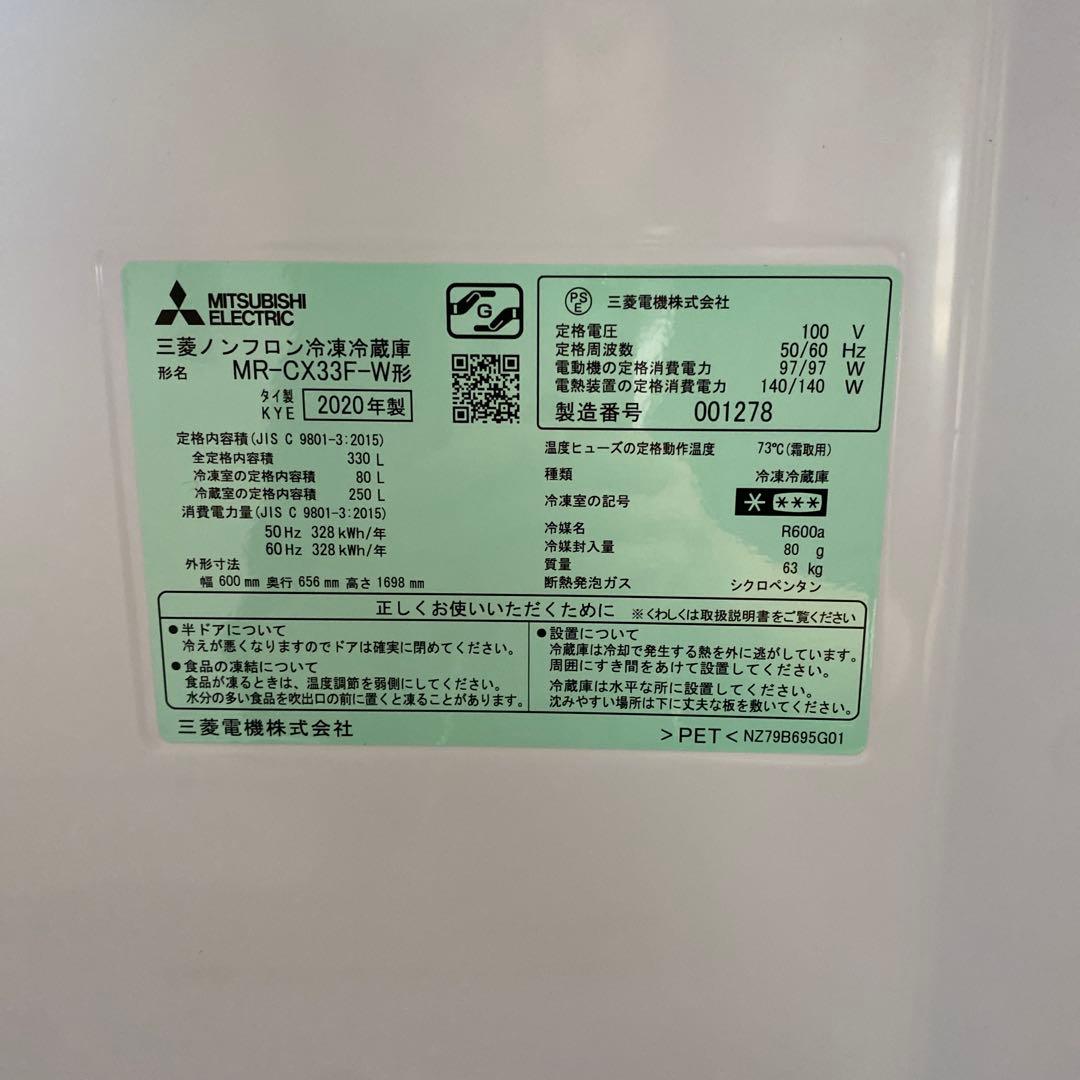 MITSUBISHI
ELECTRIC
三菱ノンフロン冷凍冷蔵庫
形名 MR-CX33F-W形
タイ製
KYE 2020年製
定格内容積(JIS C 9801-3:2015)
全定格内容積 330 L
冷凍室の定格内容積 80 L
冷蔵室の定格内容積 250 L
消費電力量(JIS C 9801-3:2015)
50 Hz 328 kWh/年
60 Hz 328 kWh/年
外形寸法
幅 600 mm 奥行 656 mm 高さ 1698 mm
G
PS
E 三菱電機株式会社
定格電圧 100 V
定格周波数 50/60 Hz
電動機の定格消費電力 97/97 W
電熱装置の定格消費電力 140/140 W
製造番号 001278
温度ヒューズの定格動作温度 73℃(霜取用)
種類 冷凍冷蔵庫
冷凍室の記号
冷媒名 R600a
冷媒封入量 80 g
質量 63 kg
断熱発泡ガス シクロペンタン
正しくお使いいただくために ※くわしくは取扱説明書をご覧ください
●半ドアについて
冷えが悪くなりますのでドアは確実に閉めてください。
●食品の凍結について
食品が凍るときは、温度調節を弱側にしてください。
水分の多い食品を吹出口の前に置くと凍ることがあります。
●設置について
冷蔵庫は冷却で発生する熱を外に逃がしています。
周囲にすき間をあけて設置してください。
冷蔵庫は水平な所に設置してください。
沈みやすい場所は下に丈夫な板を敷いてください。
三菱電機株式会社
>PET< NZ79B695G01